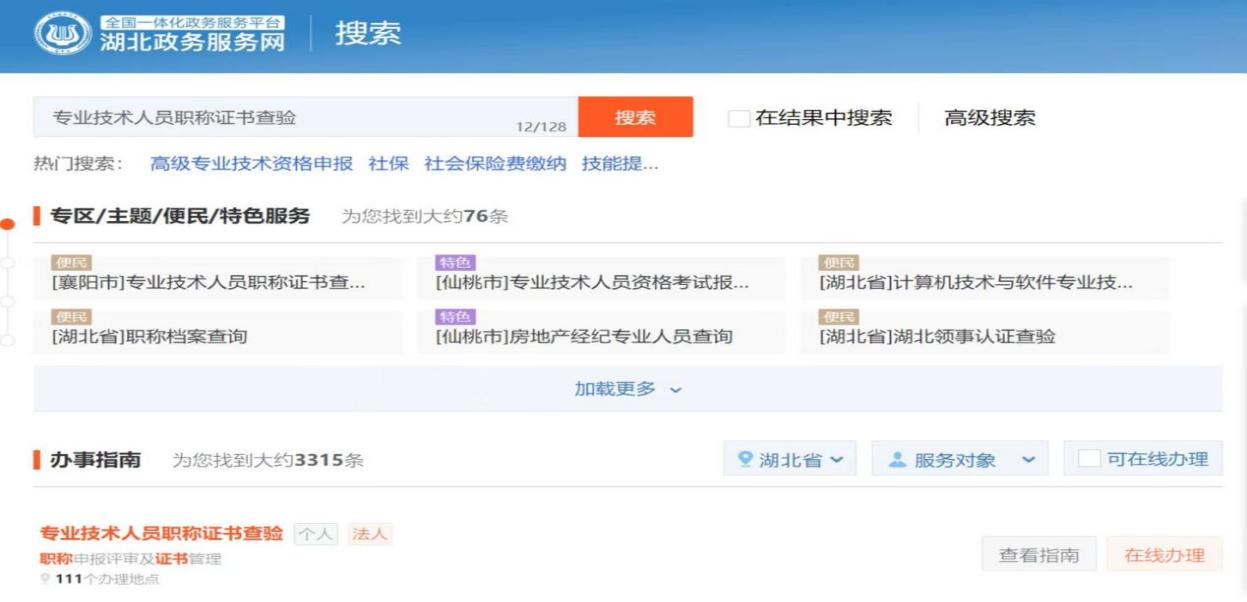 全国一体化政务服务平台
湖北政务服务网
搜索
专业技术人员职称证书查验 12/128 搜索 在结果中搜索 高级搜索
热门搜索： 高级专业技术资格申报 社保 社会保险费缴纳 技能提...
专区/主题/便民/特色服务 为您找到大约76条
便民 特色 便民
[襄阳市]专业技术人员职称证书查... [仙桃市]专业技术人员资格考试报... [湖北省]计算机技术与软件专业技...
便民 特色 便民
[湖北省]职称档案查询 [仙桃市]房地产经纪专业人员查询 [湖北省]湖北领事认证查验
加载更多
办事指南 为您找到大约3315条 湖北省 服务对象 可在线办理
专业技术人员职称证书查验 个人 法人
职称申报评审及证书管理 查看指南 在线办理
111个办理地点